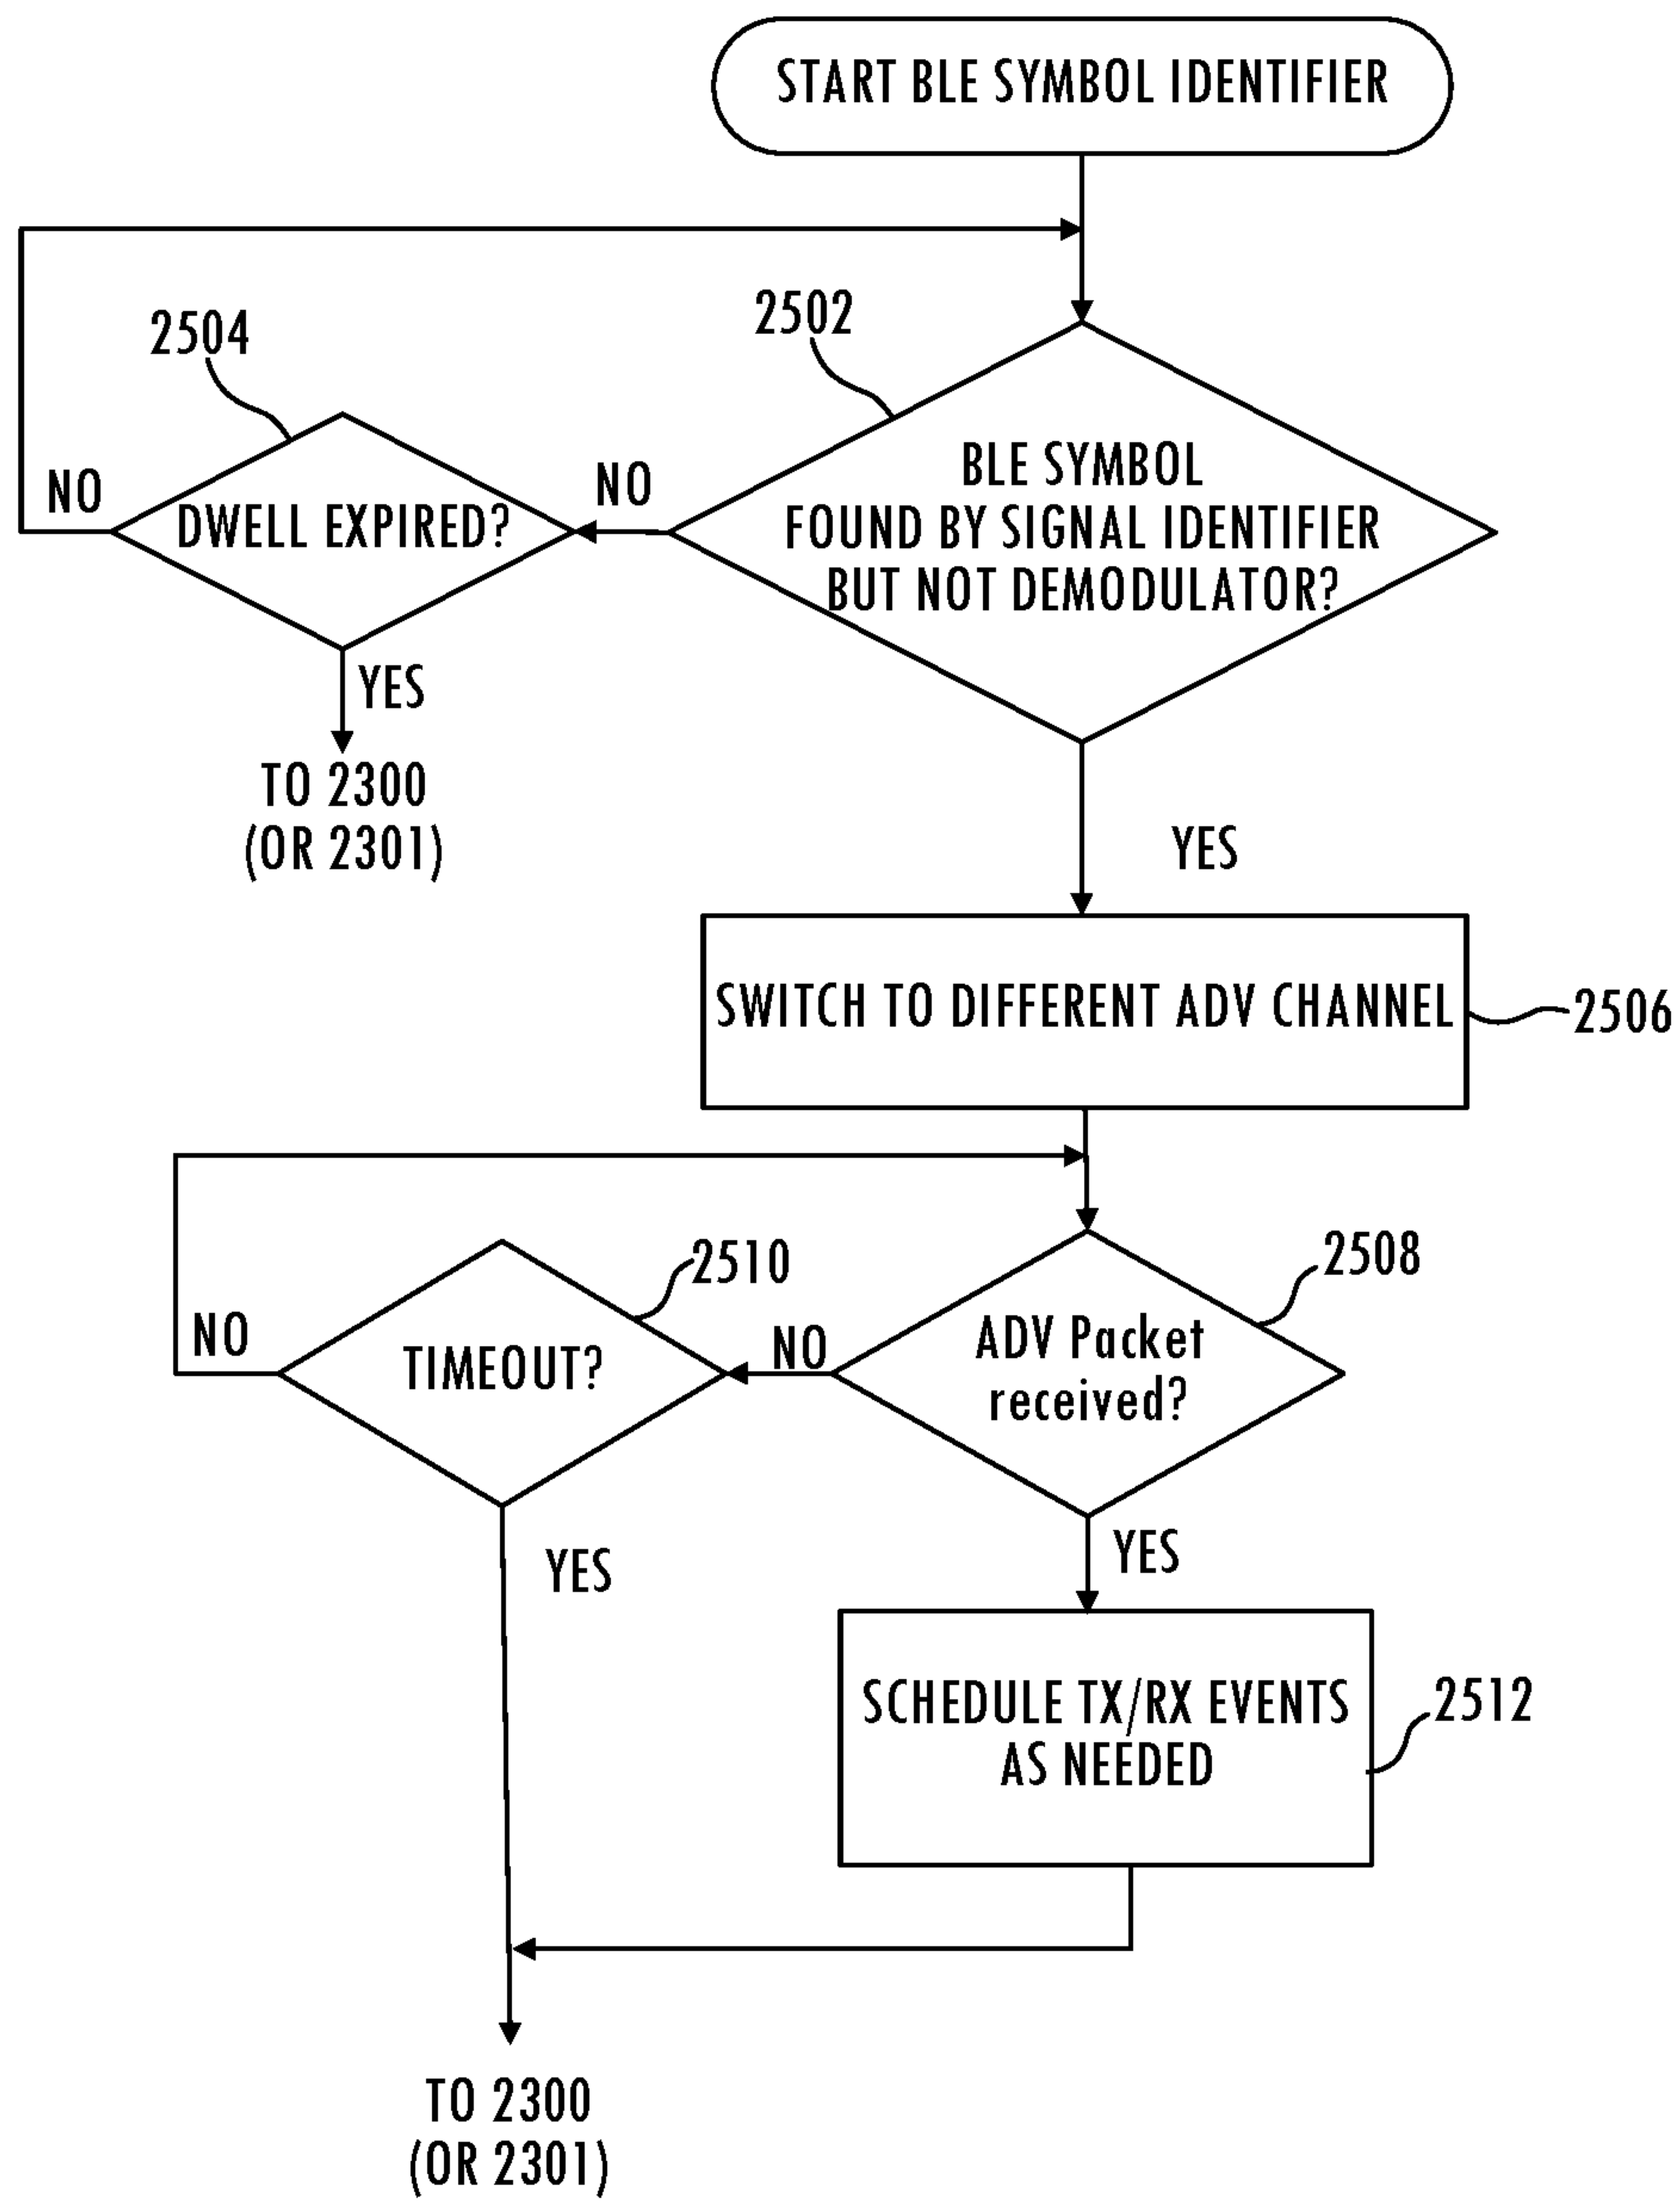 START BLE SYMBOL IDENTIFIER
2502
2504
BLE SYMBOL
FOUND BY SIGNAL IDENTIFIER
BUT NOT DEMODULATOR?
NO
DWELL EXPIRED?
NO
YES
TO 2300
(OR 2301)
YES
SWITCH TO DIFFERENT ADV CHANNEL
2506
2508
2510
ADV Packet
received?
NO
TIMEOUT?
NO
YES
YES
SCHEDULE TX/RX EVENTS
AS NEEDED
2512
TO 2300
(OR 2301)